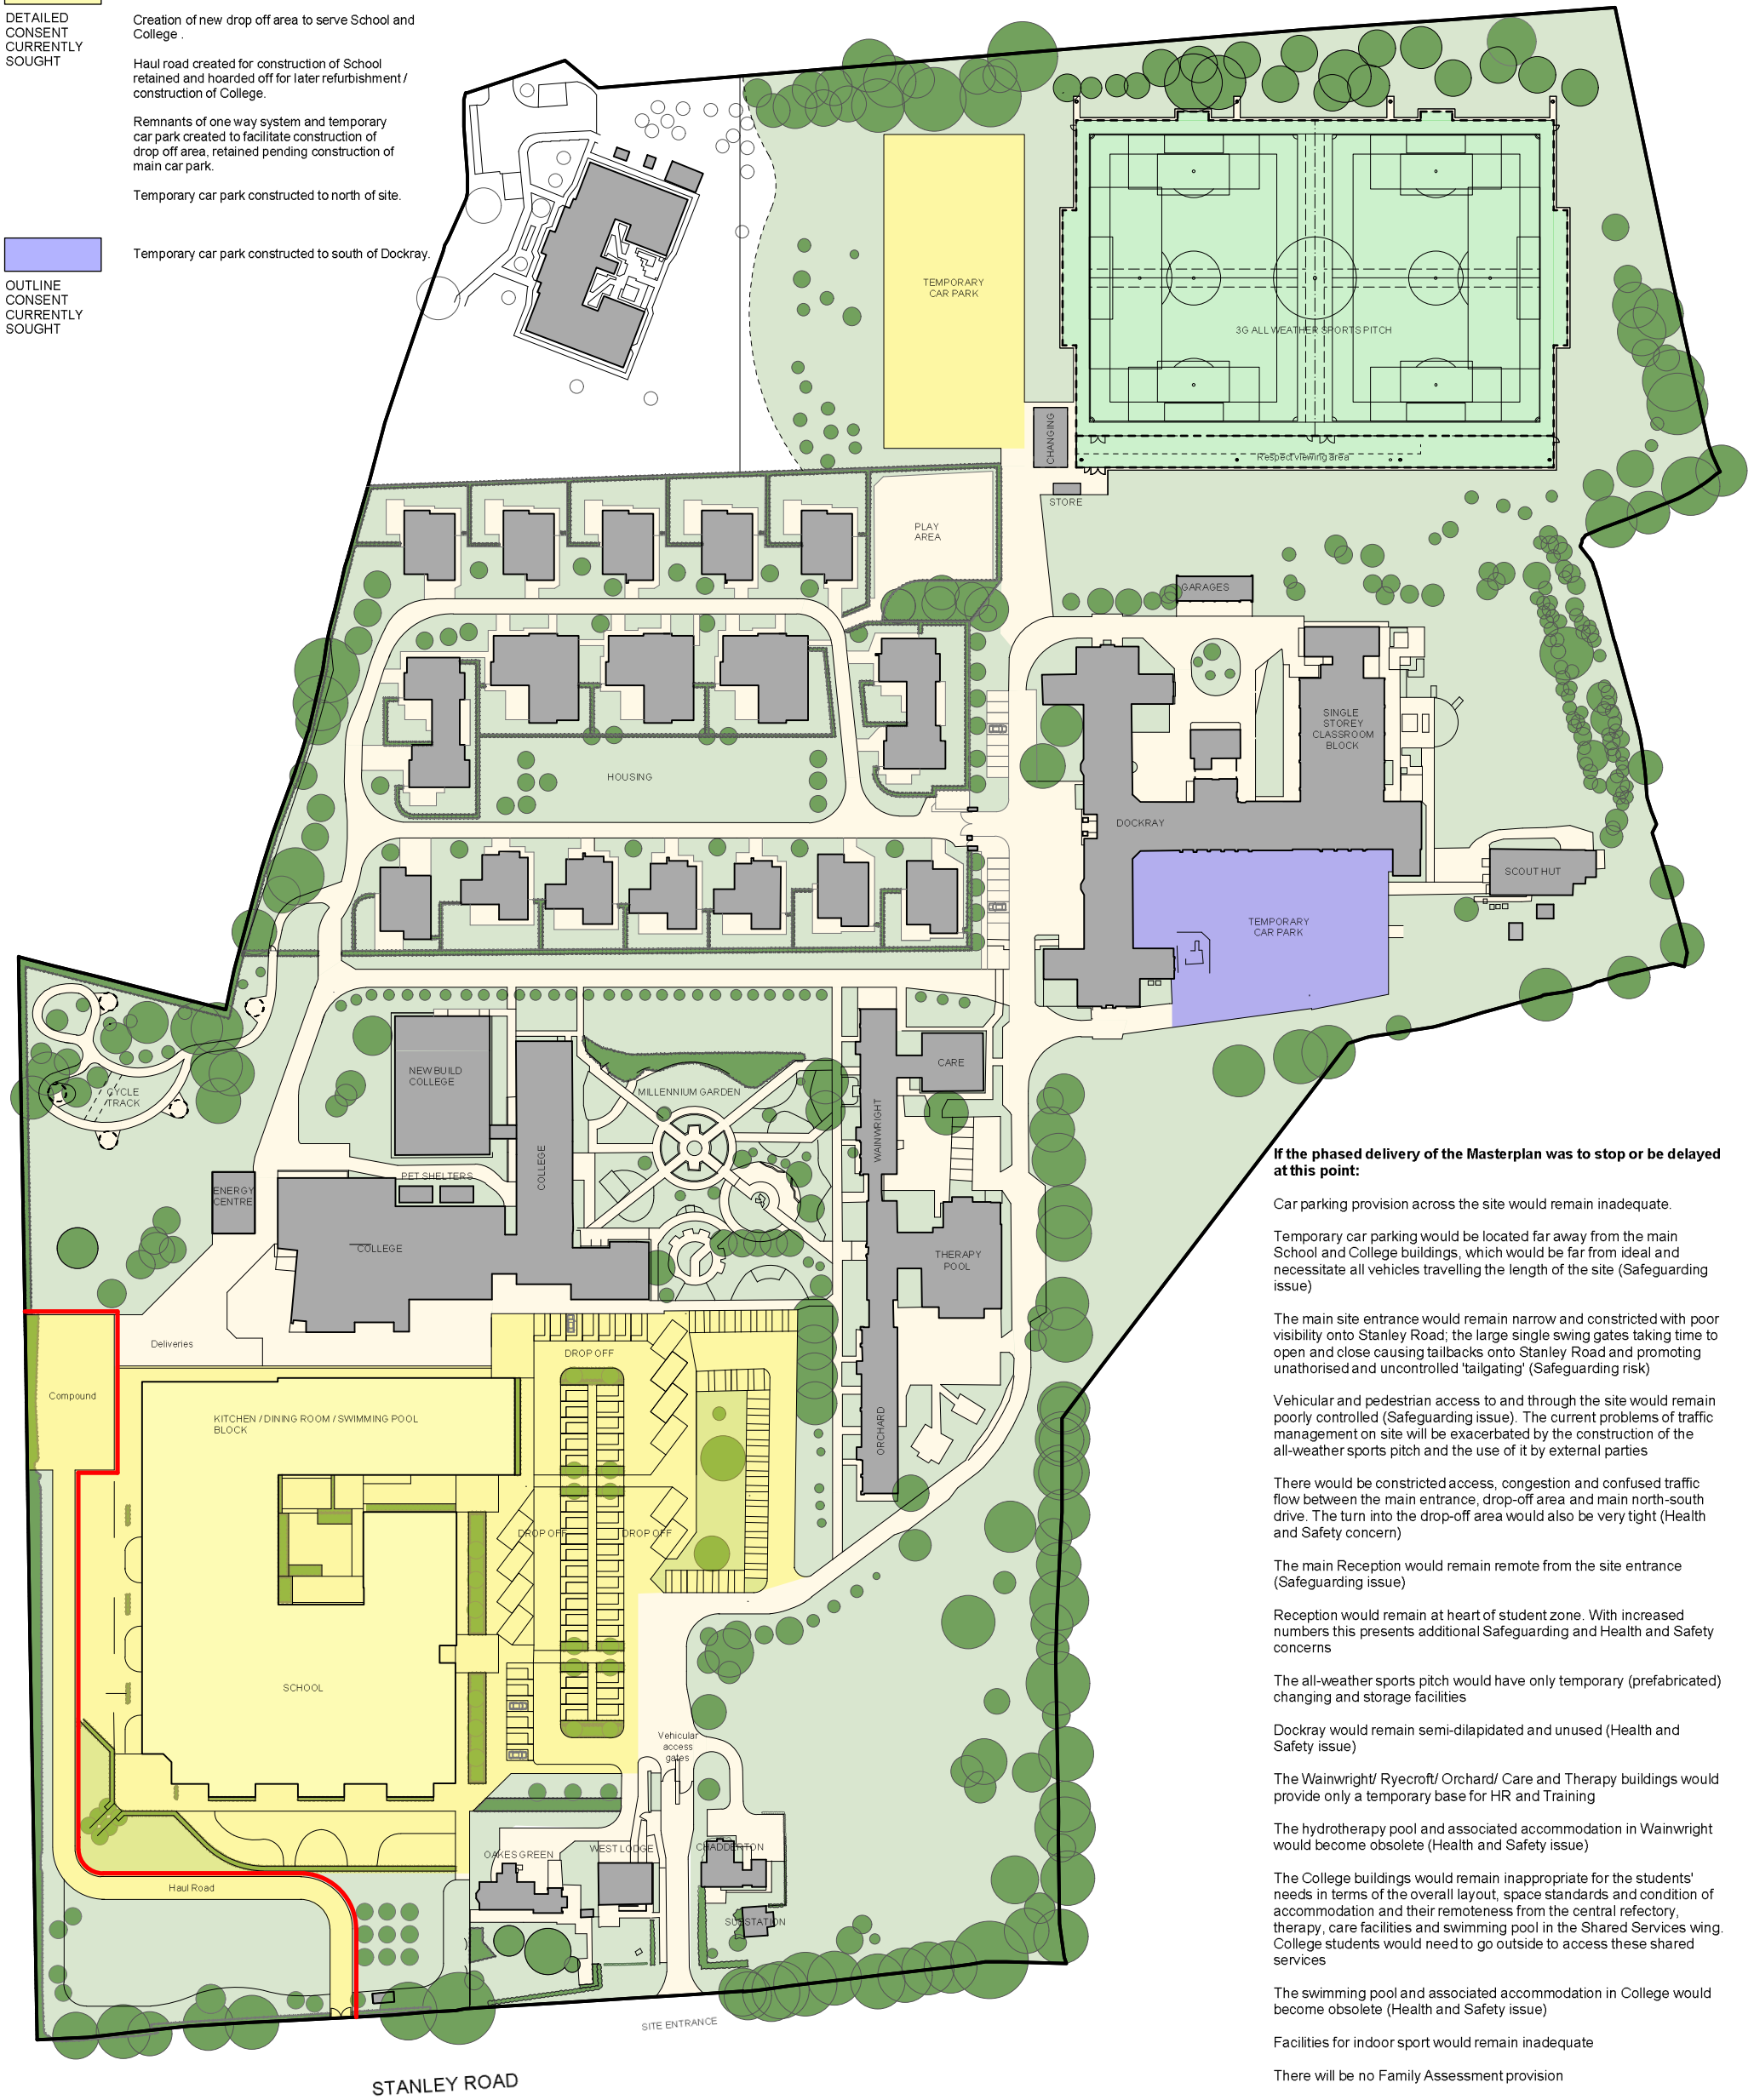 DETAILED
CONSENT
CURRENTLY
SOUGHT
Creation of new drop off area to serve School and
College .
Haul road created for construction of School
retained and hoarded off for later refurbishment /
construction of College.
Remnants of one way system and temporary
car park created to facilitate construction of
drop off area, retained pending construction of
main car park.
Temporary car park constructed to north of site.
Temporary car park constructed to south of Dockray.
OUTLINE
CONSENT
CURRENTLY
SOUGHT
TEMPORARY
CAR PARK
3G ALL WEATHER SPORTS PITCH
CHANGING
Respect viewing area
STORE
PLAY
AREA
GARAGES
SINGLE
STOREY
CLASSROOM
BLOCK
HOUSING
DOCKRAY
SCOUT HUT
TEMPORARY
CAR PARK
CARE
NEW BUILD
COLLEGE
MILLENNIUM GARDEN
CYCLE
TRACK
WAINWRIGHT
COLLEGE
PET SHELTERS
ENERGY
CENTRE
COLLEGE
THERAPY
POOL
Deliveries
DROP OFF
Compound
KITCHEN / DINING ROOM / SWIMMING POOL
BLOCK
ORCHARD
DROP OFF
DROP OFF
SCHOOL
Vehicular
access
gates
OAKES GREEN
WEST LODGE
CHADDERTON
Haul Road
SUBSTATION
SITE ENTRANCE
STANLEY ROAD
If the phased delivery of the Masterplan was to stop or be delayed
at this point:
Car parking provision across the site would remain inadequate.
Temporary car parking would be located far away from the main
School and College buildings, which would be far from ideal and
necessitate all vehicles travelling the length of the site (Safeguarding
issue)
The main site entrance would remain narrow and constricted with poor
visibility onto Stanley Road; the large single swing gates taking time to
open and close causing tailbacks onto Stanley Road and promoting
unathorised and uncontrolled 'tailgating' (Safeguarding risk)
Vehicular and pedestrian access to and through the site would remain
poorly controlled (Safeguarding issue). The current problems of traffic
management on site will be exacerbated by the construction of the
all-weather sports pitch and the use of it by external parties
There would be constricted access, congestion and confused traffic
flow between the main entrance, drop-off area and main north-south
drive. The turn into the drop-off area would also be very tight (Health
and Safety concern)
The main Reception would remain remote from the site entrance
(Safeguarding issue)
Reception would remain at heart of student zone. With increased
numbers this presents additional Safeguarding and Health and Safety
concerns
The all-weather sports pitch would have only temporary (prefabricated)
changing and storage facilities
Dockray would remain semi-dilapidated and unused (Health and
Safety issue)
The Wainwright/ Ryecroft/ Orchard/ Care and Therapy buildings would
provide only a temporary base for HR and Training
The hydrotherapy pool and associated accommodation in Wainwright
would become obsolete (Health and Safety issue)
The College buildings would remain inappropriate for the students'
needs in terms of the overall layout, space standards and condition of
accommodation and their remoteness from the central refectory,
therapy, care facilities and swimming pool in the Shared Services wing.
College students would need to go outside to access these shared
services
The swimming pool and associated accommodation in College would
become obsolete (Health and Safety issue)
Facilities for indoor sport would remain inadequate
There will be no Family Assessment provision